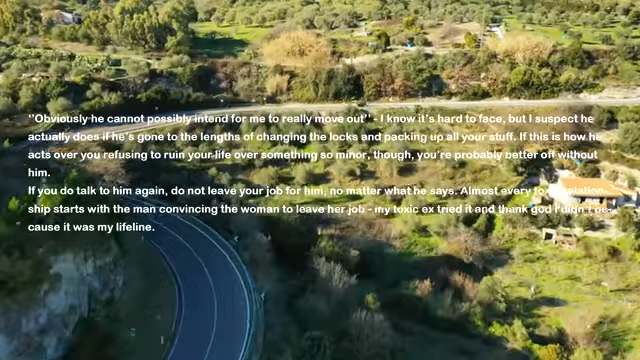 "Obviously he cannot possibly intend for me to really move out" - I know it's hard to face, but I suspect he
actually does if he's gone to the lengths of changing the locks and packing up all your stuff. If this is how he
acts over you refusing to ruin your life over something so minor, though, you're probably better off without
him.
If you do talk to him again, do not leave your job for him, no matter what he says. Almost every
ship starts with the man convincing the woman to leave her job - my toxic ex tried it and thank god I didn't
cause it was my lifeline.